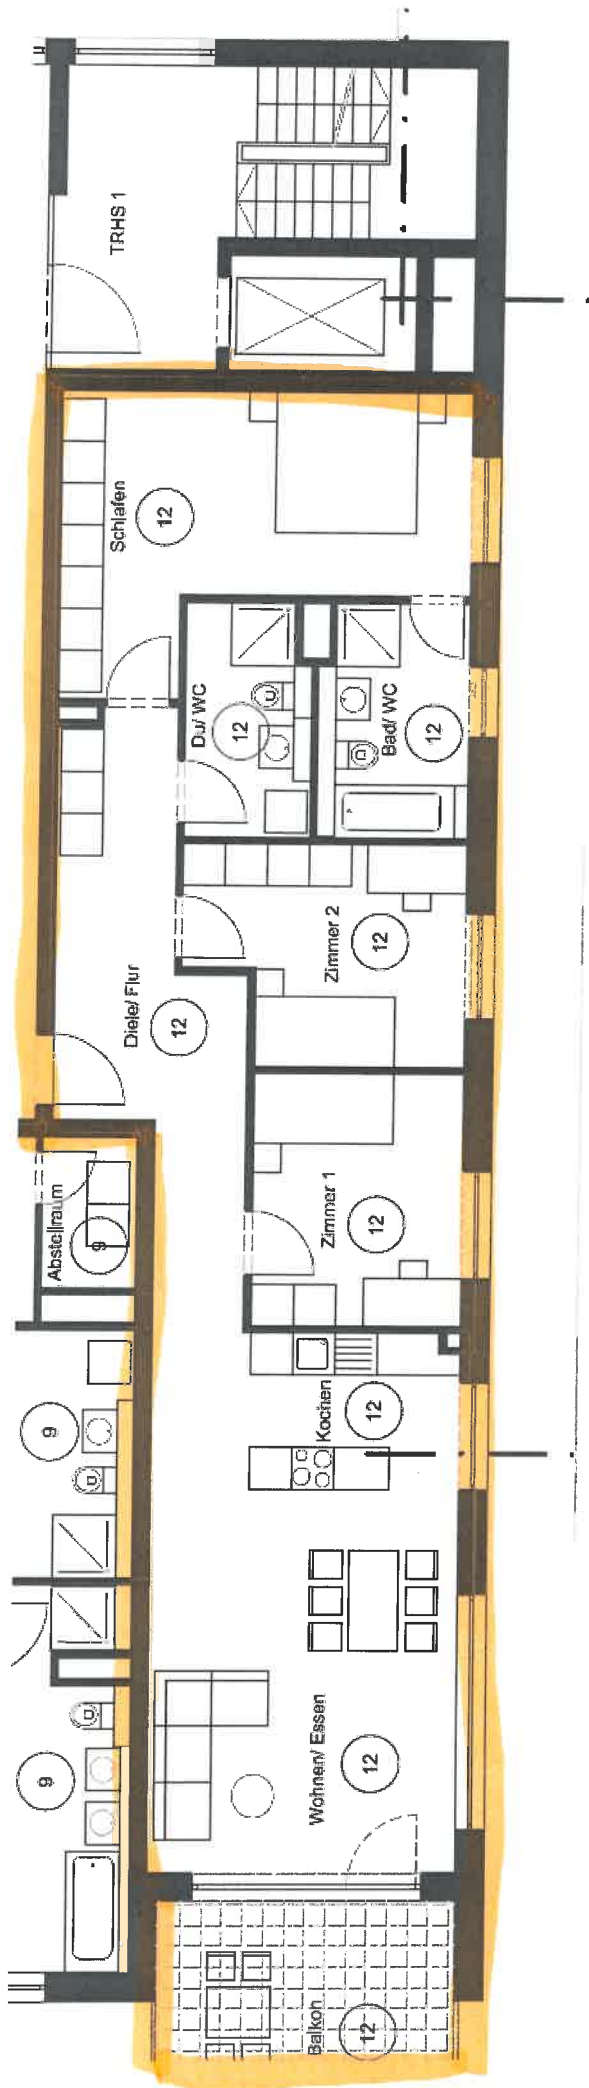 TRHS 1
Schlafen
12
Du/ WC
12
Bad/ WC
12
Zimmer 2
12
Diele/ Flur
12
Abstellraum
9
Zimmer 1
12
9
Kochen
12
9
Wohnen/ Essen
12
Balkon
12